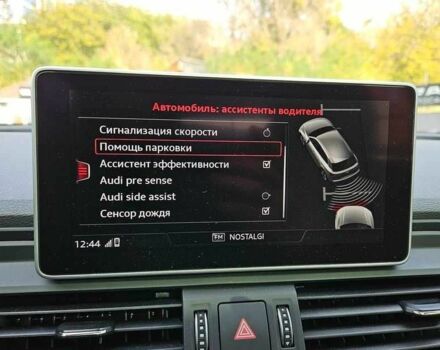 Автомобиль: ассистенты водителя
Сигнализация скорости
Помощь парковки
Ассистент эффективности
Audi pre sense
Audi side assist
Сенсор дождя
12:44
FM NOSTALGI